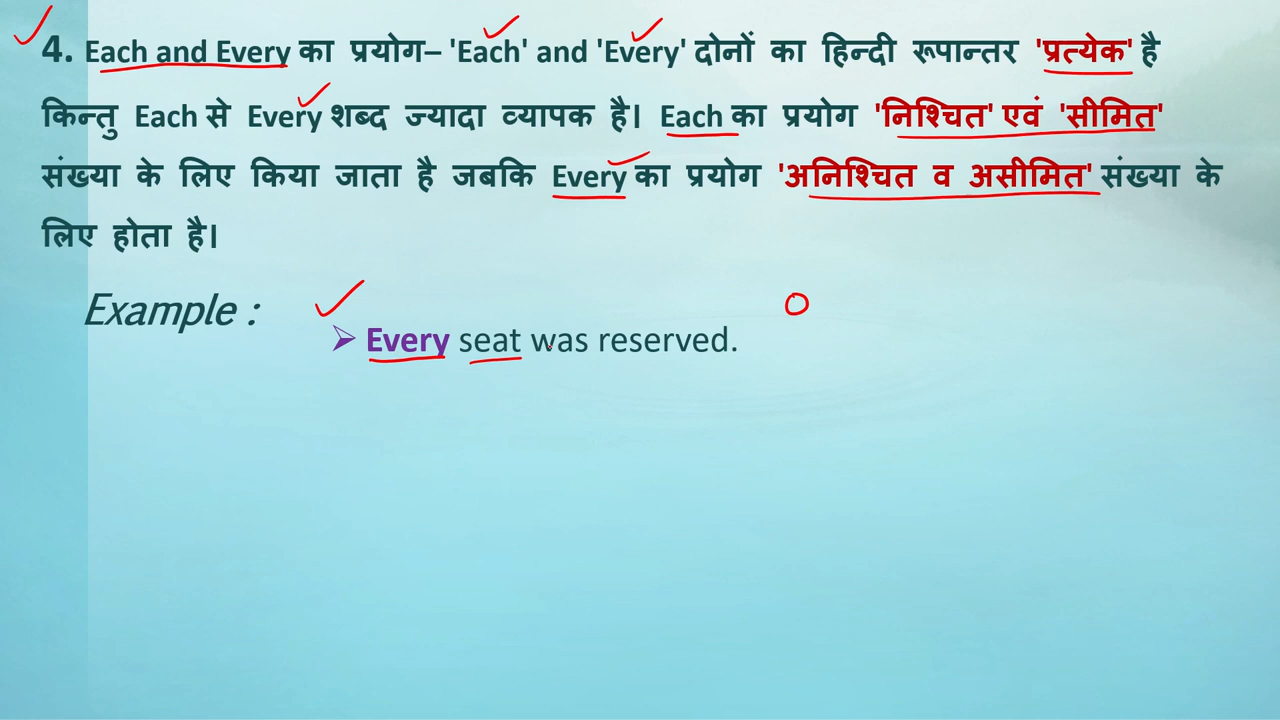 4. Each and Every का प्रयोग– 'Each' and 'Every' दोनों का हिन्दी रूपान्तर 'प्रत्येक' है
किन्तु Each से Every शब्द ज्यादा व्यापक है। Each का प्रयोग 'निश्चित' एवं 'सीमित'
संख्या के लिए किया जाता है जबकि Every का प्रयोग 'अनिश्चित व असीमित' संख्या के
लिए होता है।
Example :
➢ Every seat was reserved.